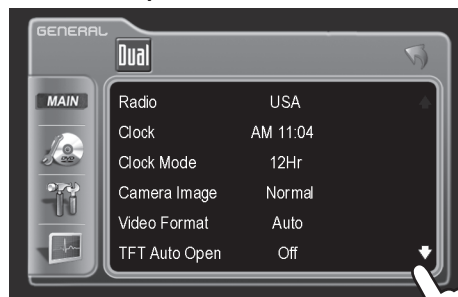 GENERAL
Dual
MAIN
Radio USA
Clock AM 11:04
Clock Mode 12Hr
Camera Image Normal
Video Format Auto
TFT Auto Open Off